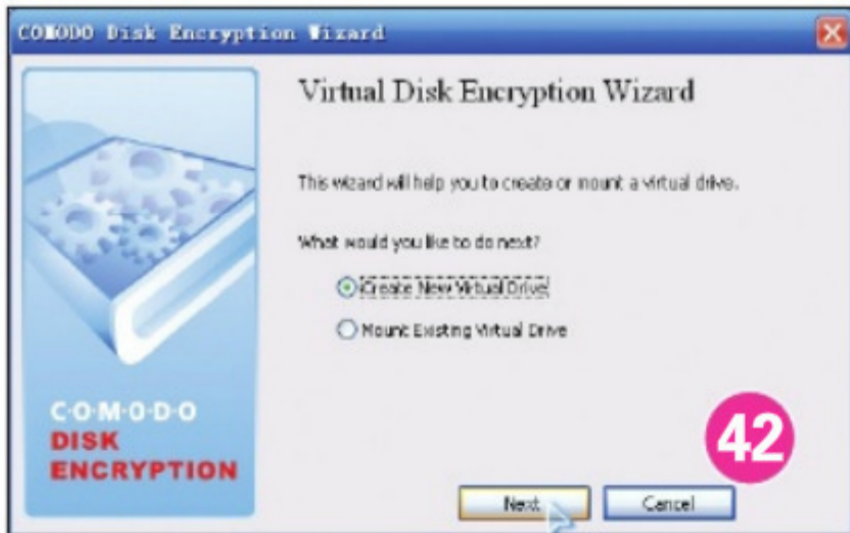 COMODO Disk Encryption Wizard
Virtual Disk Encryption Wizard
This wizard will help you to create or mount a virtual drive.
What would you like to do next?
Create New Virtual Drive
Mount Existing Virtual Drive
C·O·M·O·D·O
DISK
ENCRYPTION
42
Next
Cancel